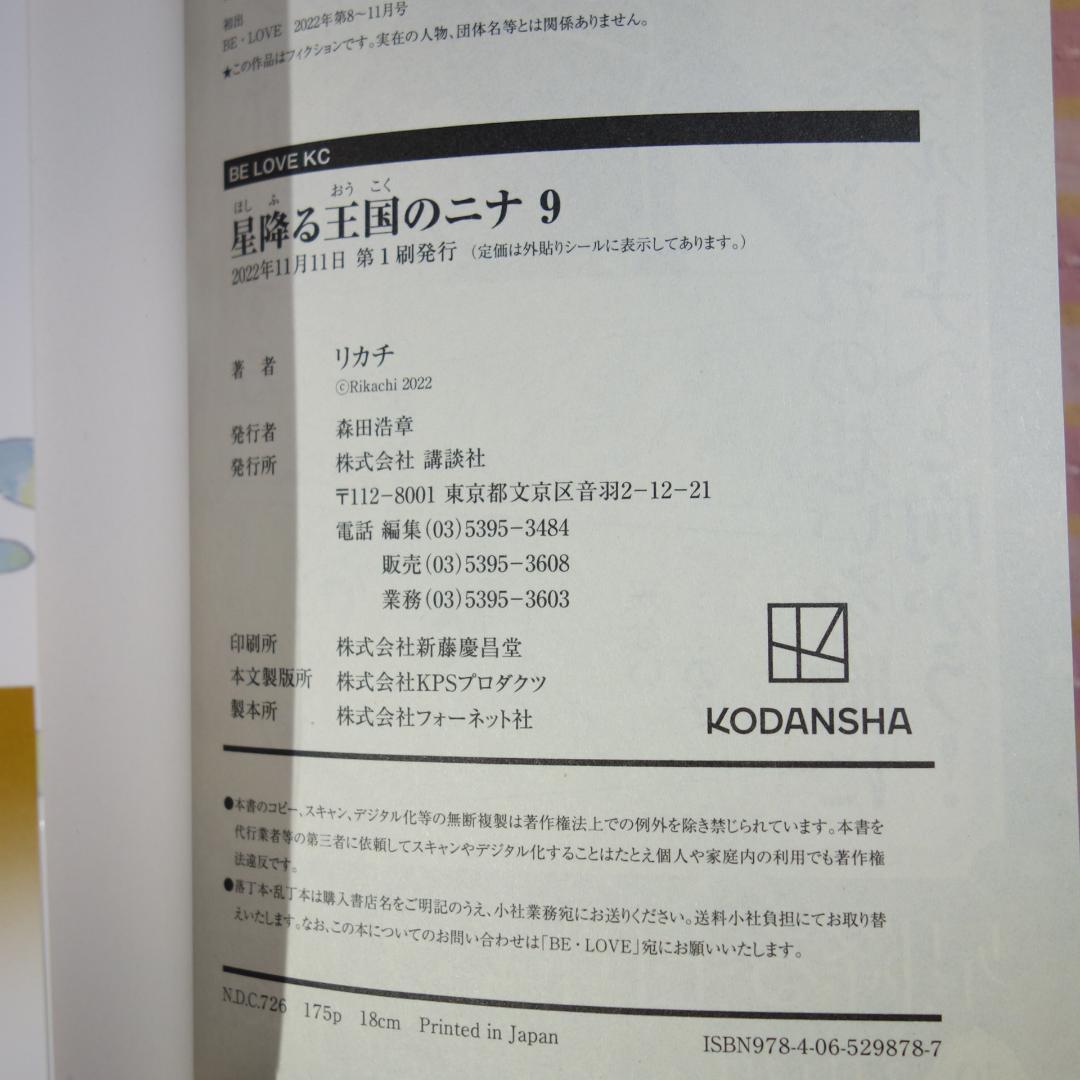 初出
BE・LOVE 2022年第8〜11月号
★この作品はフィクションです。実在の人物、団体名等とは関係ありません。
BE LOVE KC
ほし ふ おう こく
星降る王国のニナ 9
2022年11月11日 第1刷発行 (定価は外貼りシールに表示してあります。)
著 者 リカチ
©Rikachi 2022
発行者 森田浩章
発行所 株式会社 講談社
〒112-8001 東京都文京区音羽2-12-21
電話 編集(03)5395-3484
販売(03)5395-3608
業務(03)5395-3603
印刷所 株式会社新藤慶昌堂
本文製版所 株式会社KPSプロダクツ
製本所 株式会社フォーネット社
KODANSHA
●本書のコピー、スキャン、デジタル化等の無断複製は著作権法上での例外を除き禁じられています。本書を
代行業者等の第三者に依頼してスキャンやデジタル化することはたとえ個人や家庭内の利用でも著作権
法違反です。
●落丁本・乱丁本は購入書店名をご明記のうえ、小社業務宛にお送りください。送料小社負担にてお取り替
えいたします。なお、この本についてのお問い合わせは「BE・LOVE」宛にお願いいたします。
N.D.C.726 175p 18cm Printed in Japan
ISBN978-4-06-529878-7